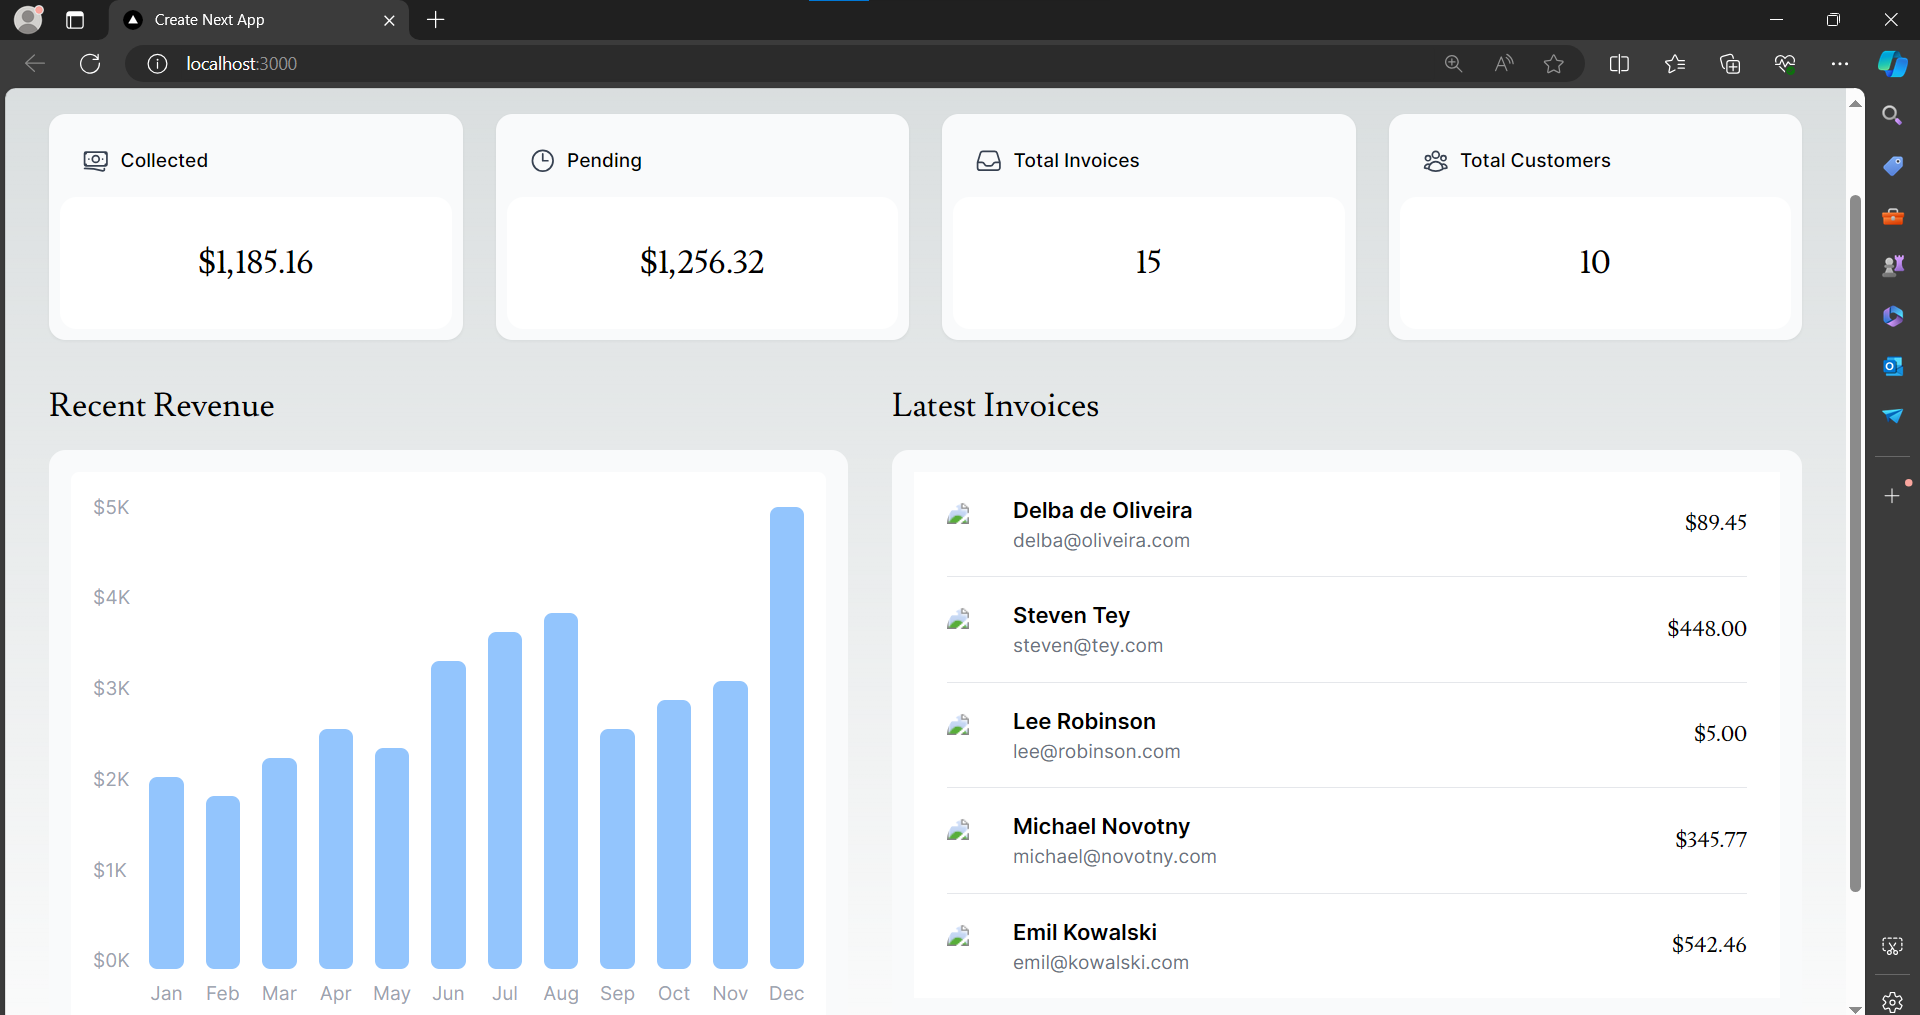 Create Next App
localhost:3000
Collected
$1,185.16
Pending
$1,256.32
Total Invoices
15
Total Customers
10
Recent Revenue
$5K
$4K
$3K
$2K
$1K
$0K
Jan Feb Mar Apr May Jun Jul Aug Sep Oct Nov Dec
Latest Invoices
Delba de Oliveira
delba@oliveira.com
$89.45
Steven Tey
steven@tey.com
$448.00
Lee Robinson
lee@robinson.com
$5.00
Michael Novotny
michael@novotny.com
$345.77
Emil Kowalski
emil@kowalski.com
$542.46